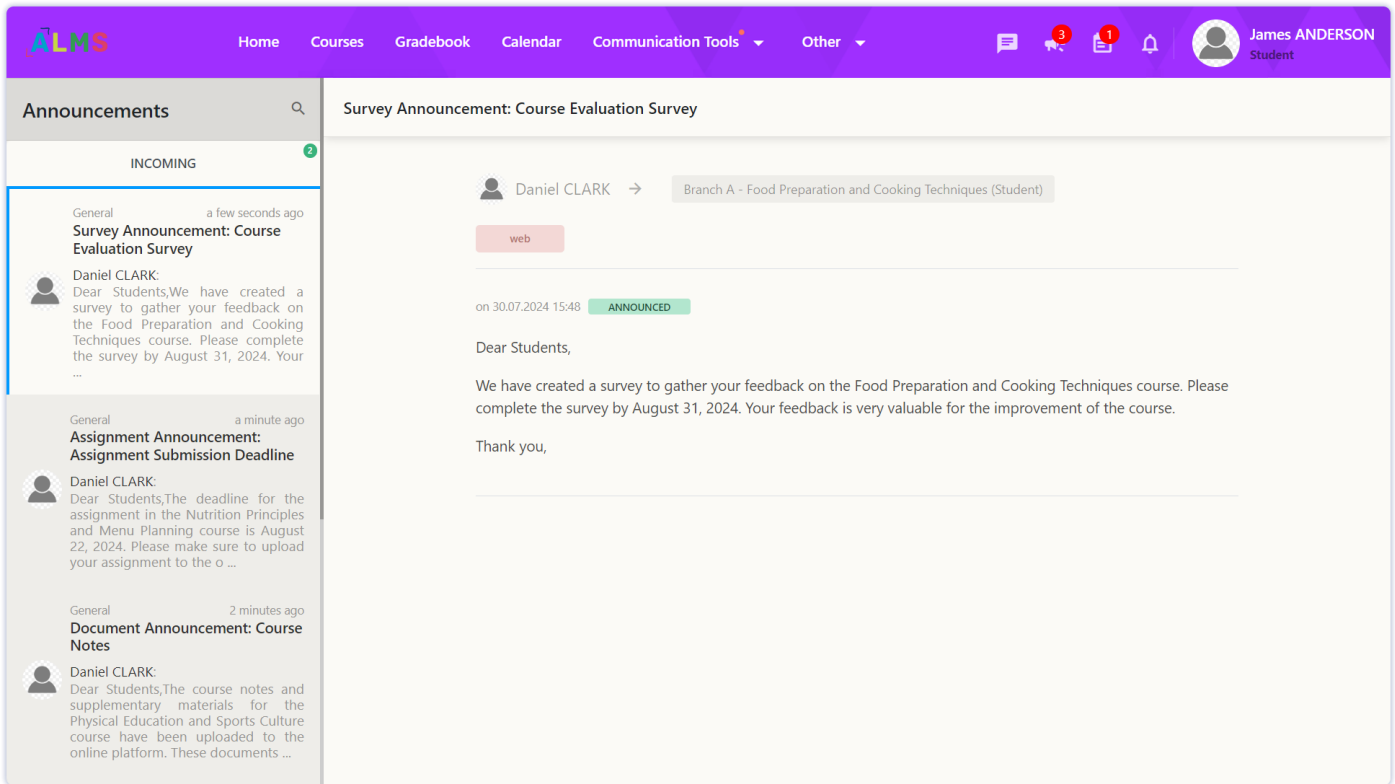 ALMS
Home
Courses
Gradebook
Calendar
Communication Tools
Other
3
1
James ANDERSON
Student
Announcements
INCOMING
2
General
a few seconds ago
Survey Announcement: Course
Evaluation Survey
Daniel CLARK:
Dear Students,We have created a
survey to gather your feedback on
the Food Preparation and Cooking
Techniques course. Please complete
the survey by August 31, 2024. Your
...
General
a minute ago
Assignment Announcement:
Assignment Submission Deadline
Daniel CLARK:
Dear Students,The deadline for the
assignment in the Nutrition Principles
and Menu Planning course is August
22, 2024. Please make sure to upload
your assignment to the o ...
General
2 minutes ago
Document Announcement: Course
Notes
Daniel CLARK:
Dear Students,The course notes and
supplementary materials for the
Physical Education and Sports Culture
course have been uploaded to the
online platform. These documents ...
Survey Announcement: Course Evaluation Survey
Daniel CLARK
Branch A - Food Preparation and Cooking Techniques (Student)
web
on 30.07.2024 15:48
ANNOUNCED
Dear Students,
We have created a survey to gather your feedback on the Food Preparation and Cooking Techniques course. Please
complete the survey by August 31, 2024. Your feedback is very valuable for the improvement of the course.
Thank you,